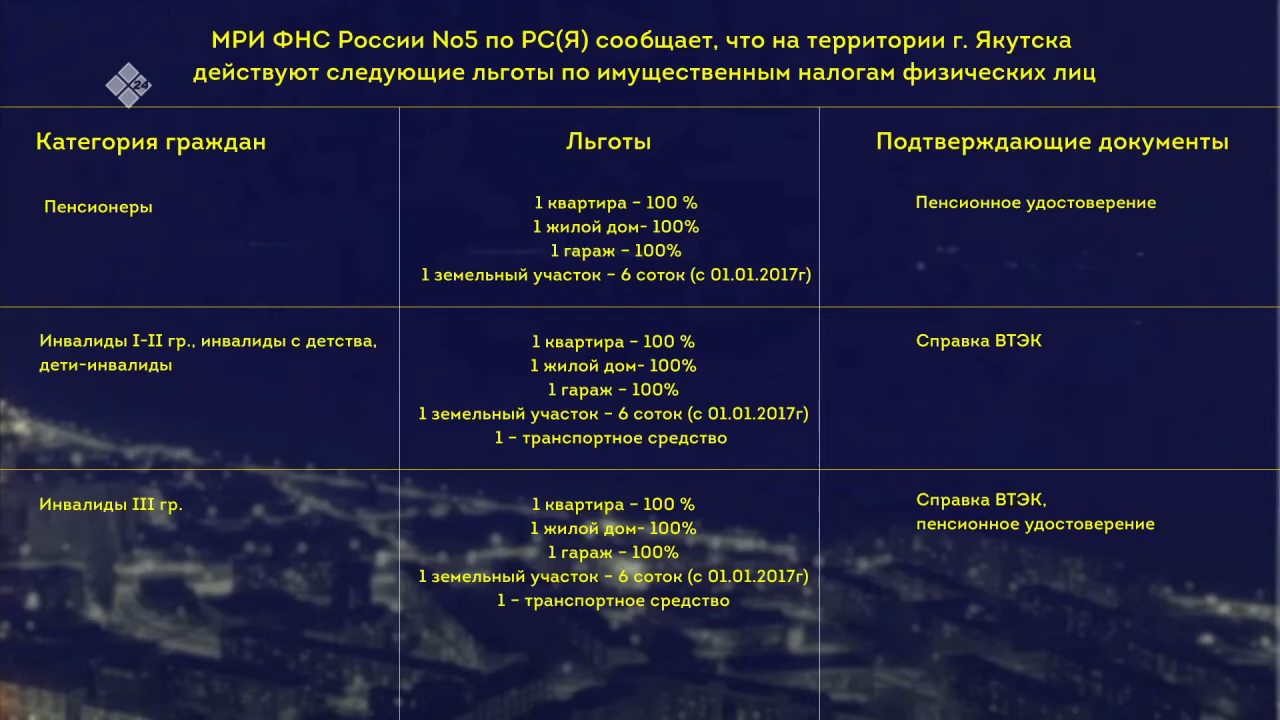 МРИ ФНС России No5 по РС(Я) сообщает, что на территории г. Якутска
действуют следующие льготы по имущественным налогам физических лиц
X24
Категория граждан
Льготы
Подтверждающие документы
Пенсионеры
1 квартира – 100 %
1 жилой дом- 100%
1 гараж – 100%
1 земельный участок – 6 соток (с 01.01.2017г)
Пенсионное удостоверение
Инвалиды I-II гр., инвалиды с детства,
дети-инвалиды
1 квартира – 100 %
1 жилой дом- 100%
1 гараж – 100%
1 земельный участок – 6 соток (с 01.01.2017г)
1 – транспортное средство
Справка ВТЭК
Инвалиды III гр.
1 квартира – 100 %
1 жилой дом- 100%
1 гараж – 100%
1 земельный участок – 6 соток (с 01.01.2017г)
1 – транспортное средство
Справка ВТЭК,
пенсионное удостоверение